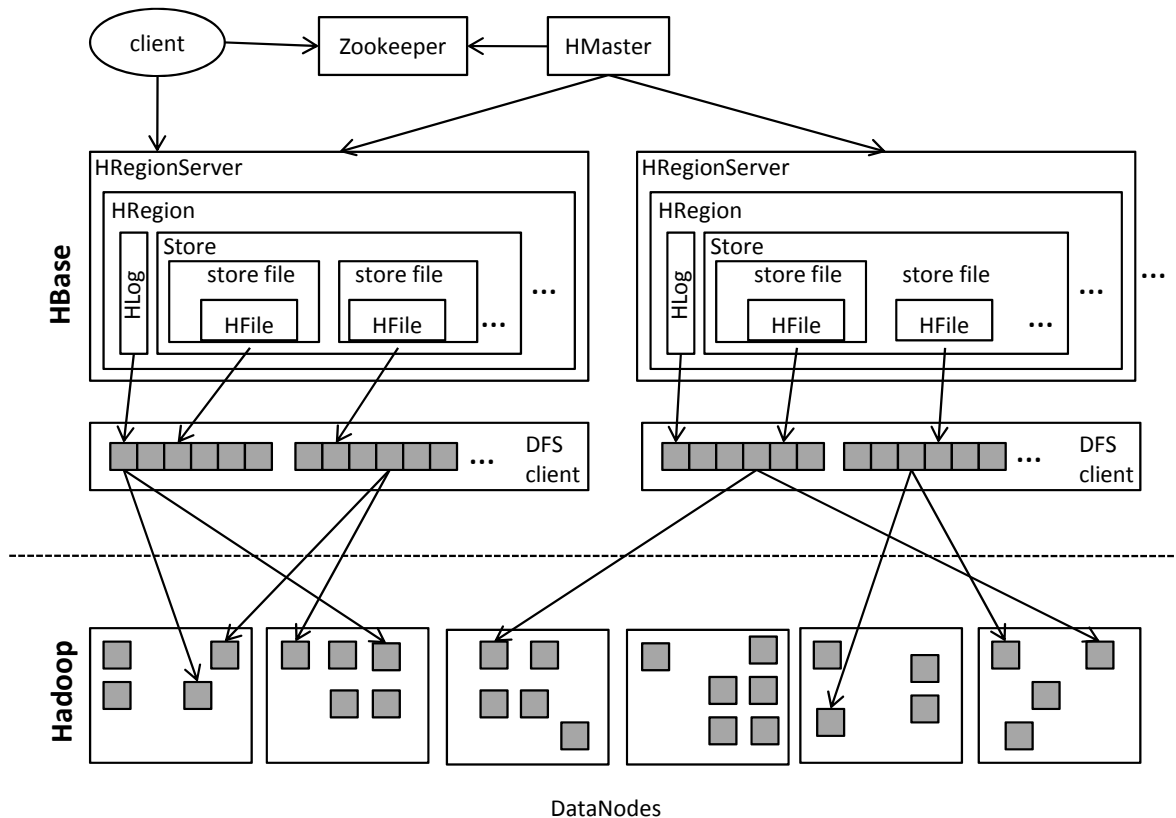 client
Zookeeper
HMaster
HRegionServer
HRegion
HLog
Store
store file
HFile
store file
HFile
...
...
HRegionServer
HRegion
HLog
Store
store file
HFile
store file
HFile
...
...
...
HBase
...
DFS
client
...
DFS
client
Hadoop
DataNodes